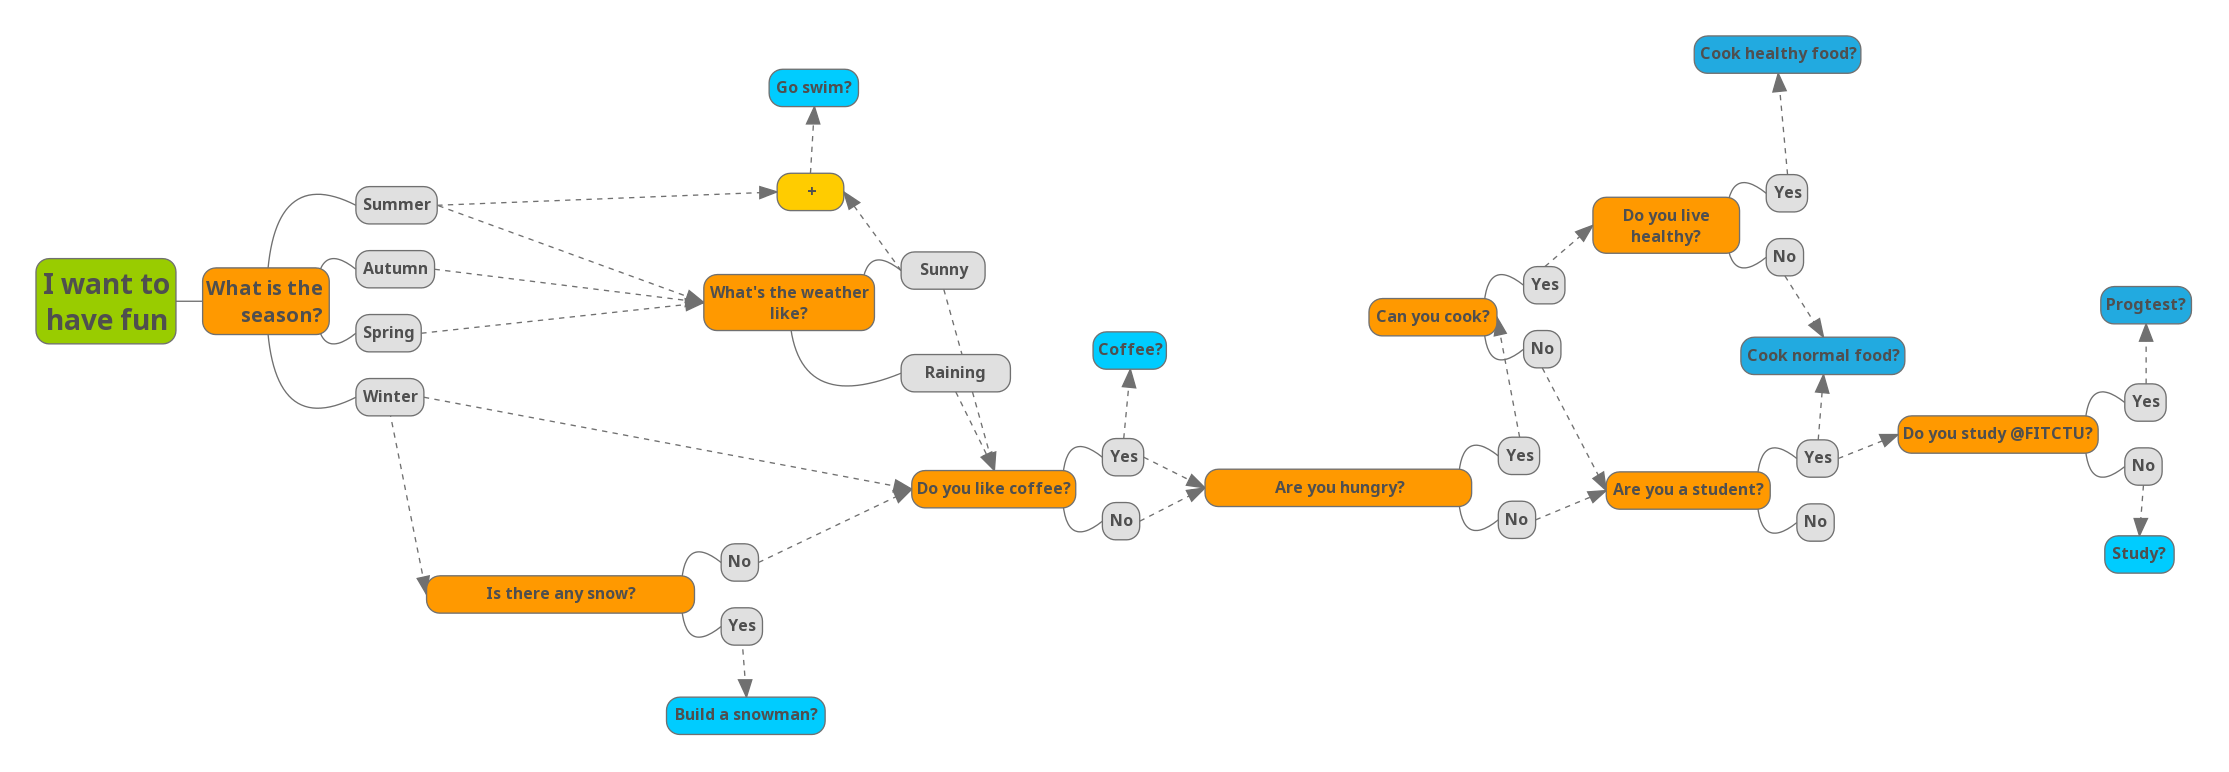 I want to
have fun
What is the
season?
Summer
Autumn
Spring
Winter
Go swim?
+
What's the weather
like?
Sunny
Raining
Is there any snow?
No
Yes
Build a snowman?
Do you like coffee?
Coffee?
Yes
No
Are you hungry?
Yes
No
Can you cook?
Yes
No
Do you live
healthy?
Yes
No
Cook healthy food?
Cook normal food?
Are you a student?
Yes
No
Do you study @FITCTU?
Yes
No
Progtest?
Study?